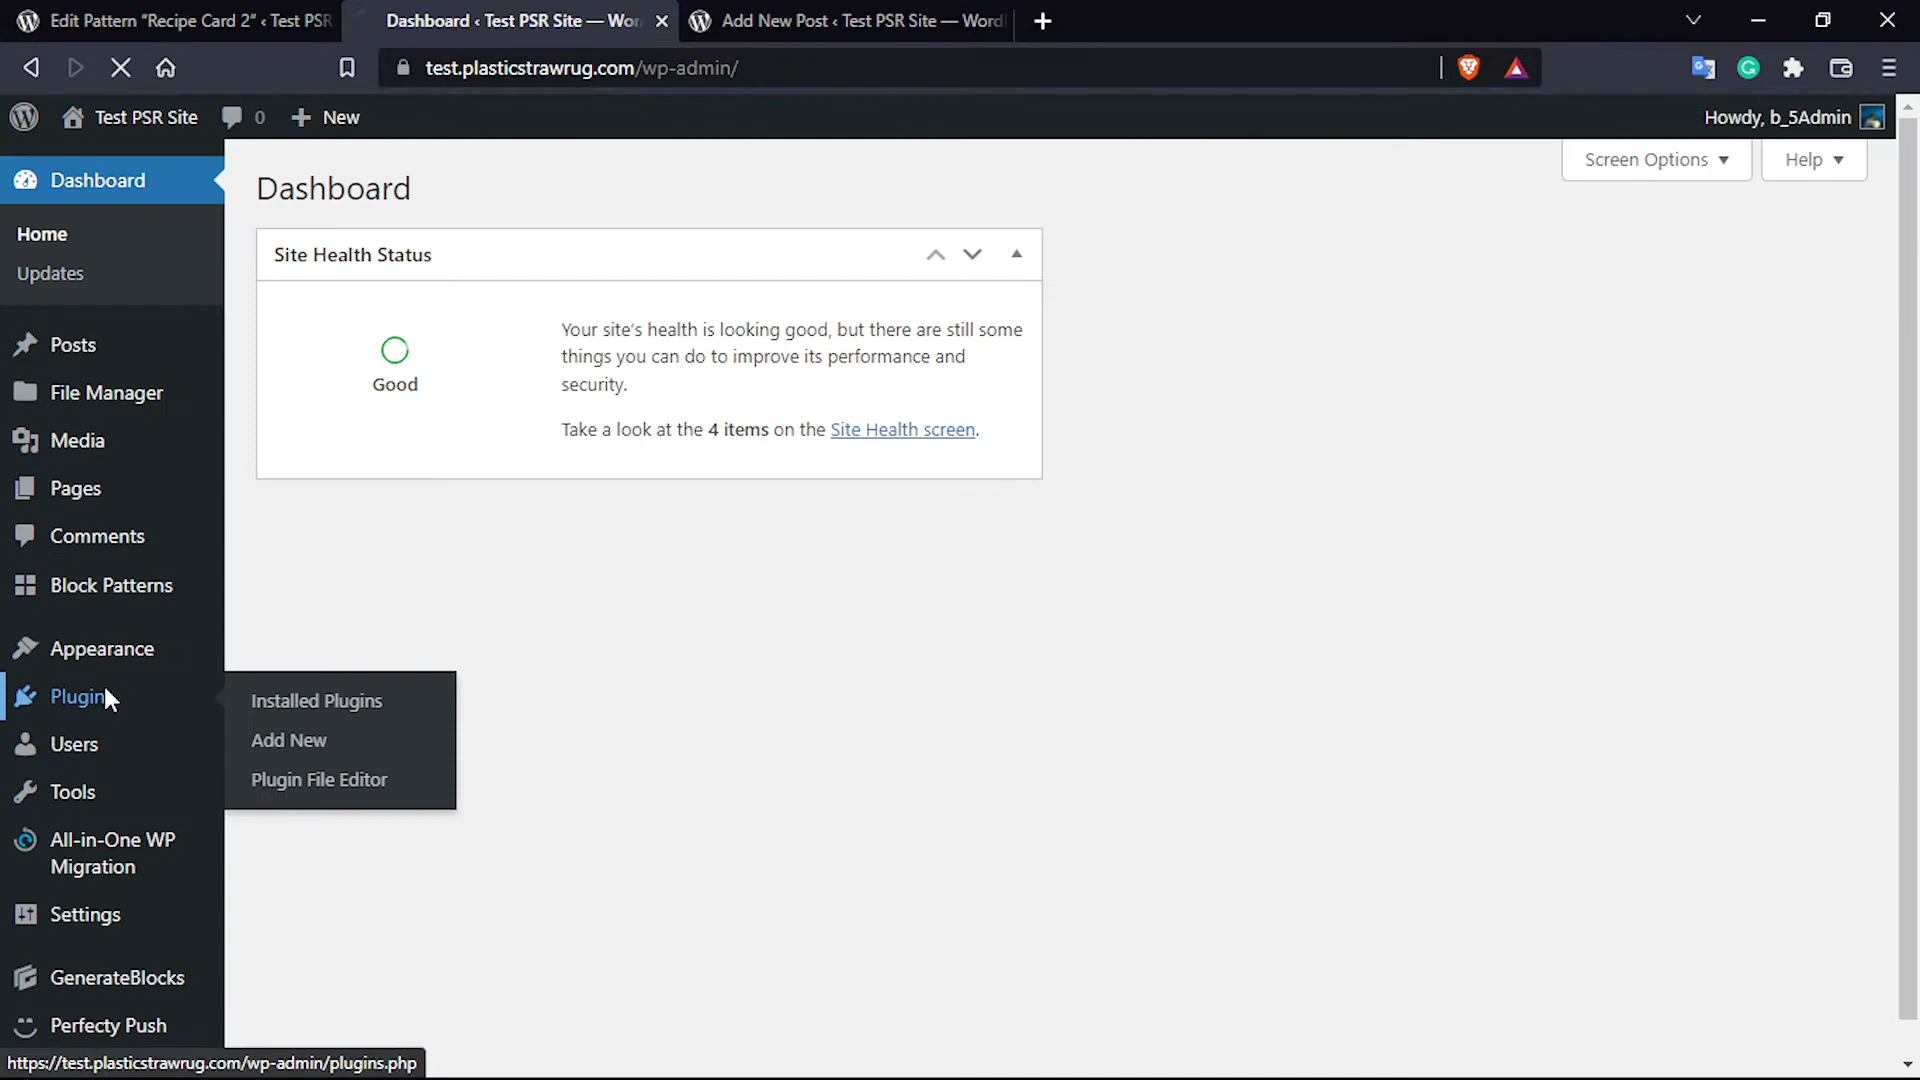 Edit Pattern “Recipe Card 2” ‹ Test PSR
Dashboard ‹ Test PSR Site — Wor
Add New Post ‹ Test PSR Site — Word
test.plasticstrawrug.com/wp-admin/
Test PSR Site
0
New
Howdy, b_5Admin
Screen Options
Help
Dashboard
Home
Updates
Posts
File Manager
Media
Pages
Comments
Block Patterns
Appearance
Plugin
Users
Tools
All-in-One WP
Migration
Settings
GenerateBlocks
Perfecty Push
Installed Plugins
Add New
Plugin File Editor
Dashboard
Site Health Status
Good
Your site's health is looking good, but there are still some
things you can do to improve its performance and
security.
Take a look at the 4 items on the Site Health screen.
https://test.plasticstrawrug.com/wp-admin/plugins.php